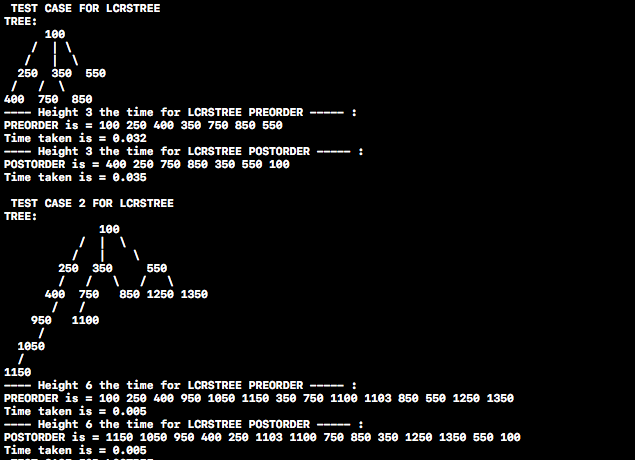 TEST CASE FOR LCRSTREE
TREE:
100
/ | \
/ | \
250 350 550
/ / \
400 750 850
---- Height 3 the time for LCRSTREE PREORDER ----- :
PREORDER is = 100 250 400 350 750 850 550
Time taken is = 0.032
---- Height 3 the time for LCRSTREE POSTORDER ----- :
POSTORDER is = 400 250 750 850 350 550 100
Time taken is = 0.035
TEST CASE 2 FOR LCRSTREE
TREE:
100
/ | \
/ | \
250 350 550
/ / \ / \
400 750 850 1250 1350
/ /
950 1100
/
1050
/
1150
---- Height 6 the time for LCRSTREE PREORDER ----- :
PREORDER is = 100 250 400 950 1050 1150 350 750 1100 1103 850 550 1250 1350
Time taken is = 0.005
---- Height 6 the time for LCRSTREE POSTORDER ----- :
POSTORDER is = 1150 1050 950 400 250 1103 1100 750 850 350 1250 1350 550 100
Time taken is = 0.005